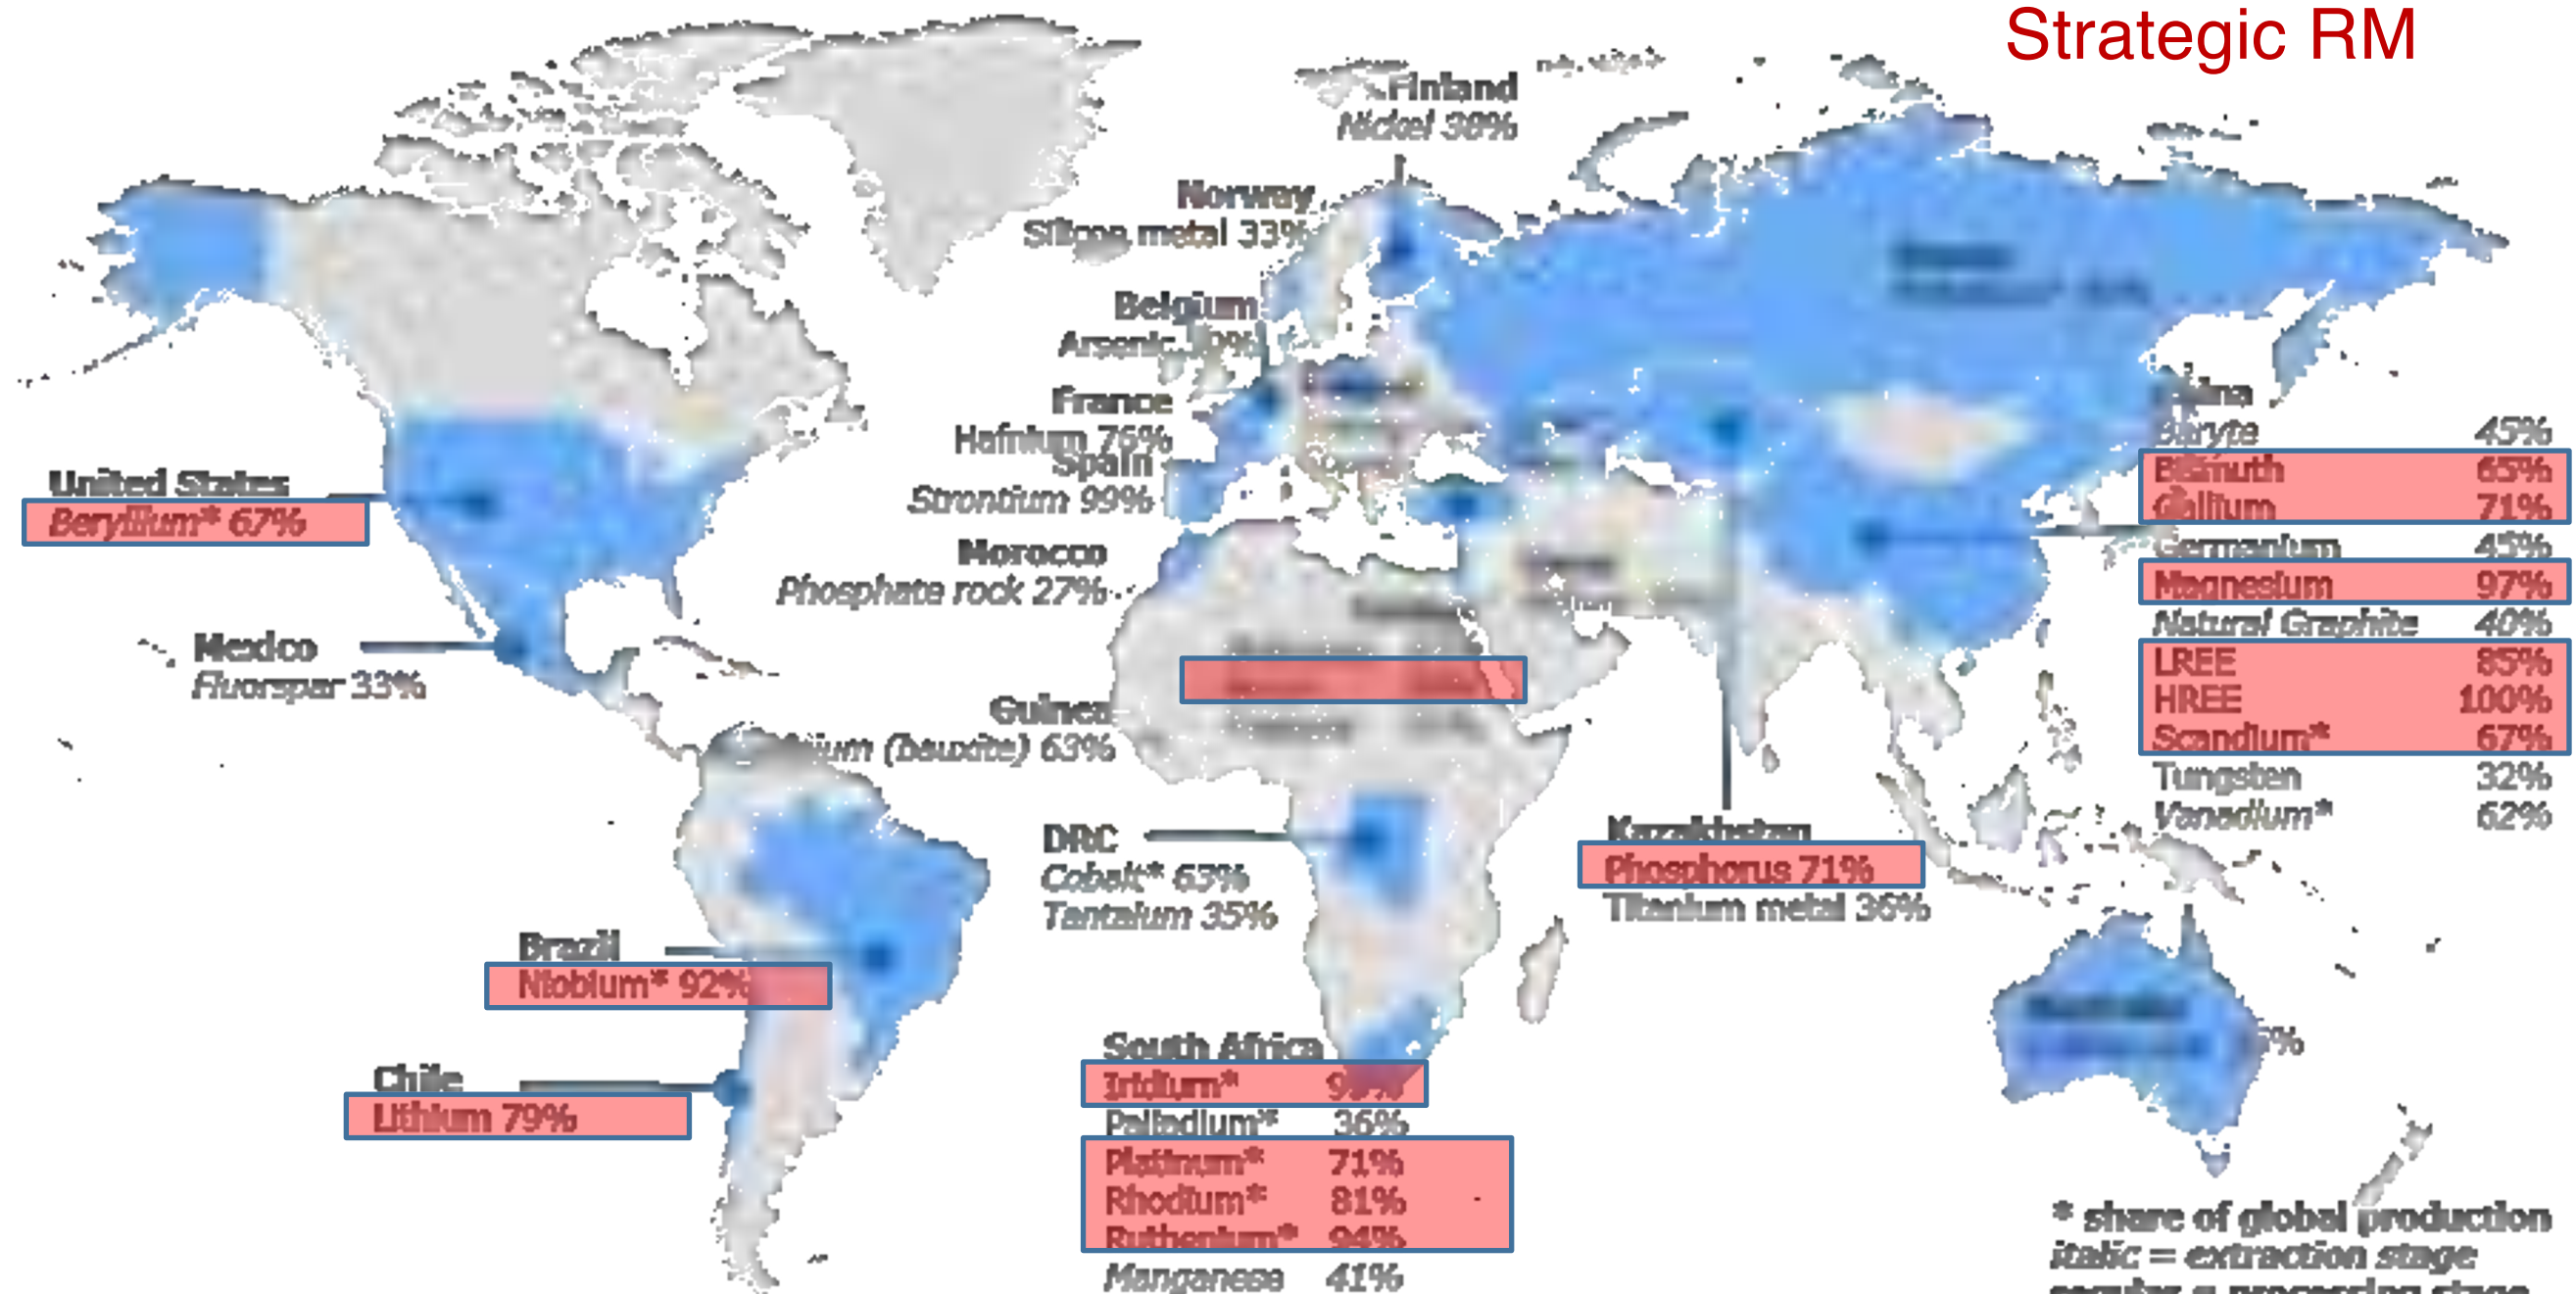 Strategic RM
Finland
Nickel 38%
Norway
Silicon metal 33%
Belgium
Arsenic
France
Hafnium 76%
Spain
Strontium 99%
Morocco
Phosphate rock 27%
United States
Beryllium* 67%
Mexico
Fluorspar 33%
Guinea
(bauxite) 63%
DRC
Cobalt* 63%
Tantalum 35%
Brazil
Niobium* 92%
Chile
Lithium 79%
South Africa
Iridium*
Palladium* 36%
Platinum* 71%
Rhodium* 81%
Ruthenium* 94%
Manganese 41%
Kazakhstan
Phosphorus 71%
Titanium metal 36%
Baryte 45%
Bismuth 65%
Gallium 71%
Germanium 45%
Magnesium 97%
Natural Graphite 40%
LREE 85%
HREE 100%
Scandium* 67%
Tungsten 32%
Vanadium* 62%
* share of global production
italic = extraction stage
regular = processing stage